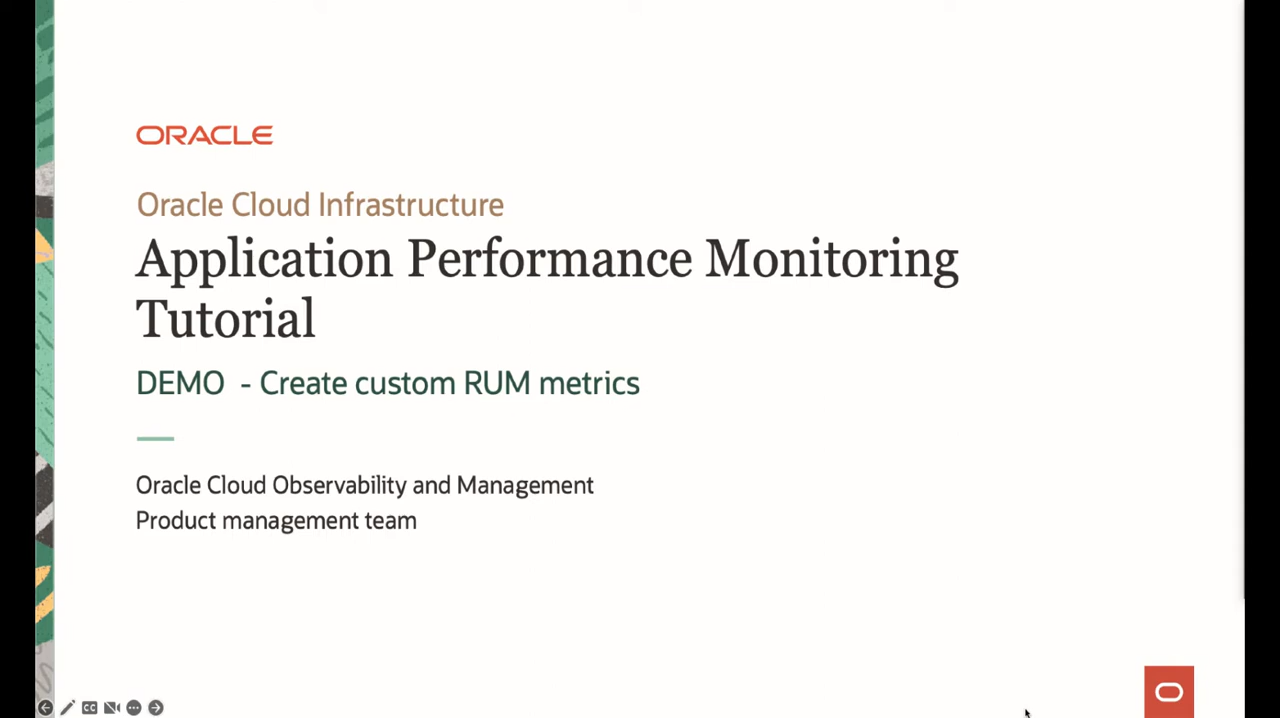 ORACLE
Oracle Cloud Infrastructure
Application Performance Monitoring
Tutorial
DEMO - Create custom RUM metrics
Oracle Cloud Observability and Management
Product management team
CC